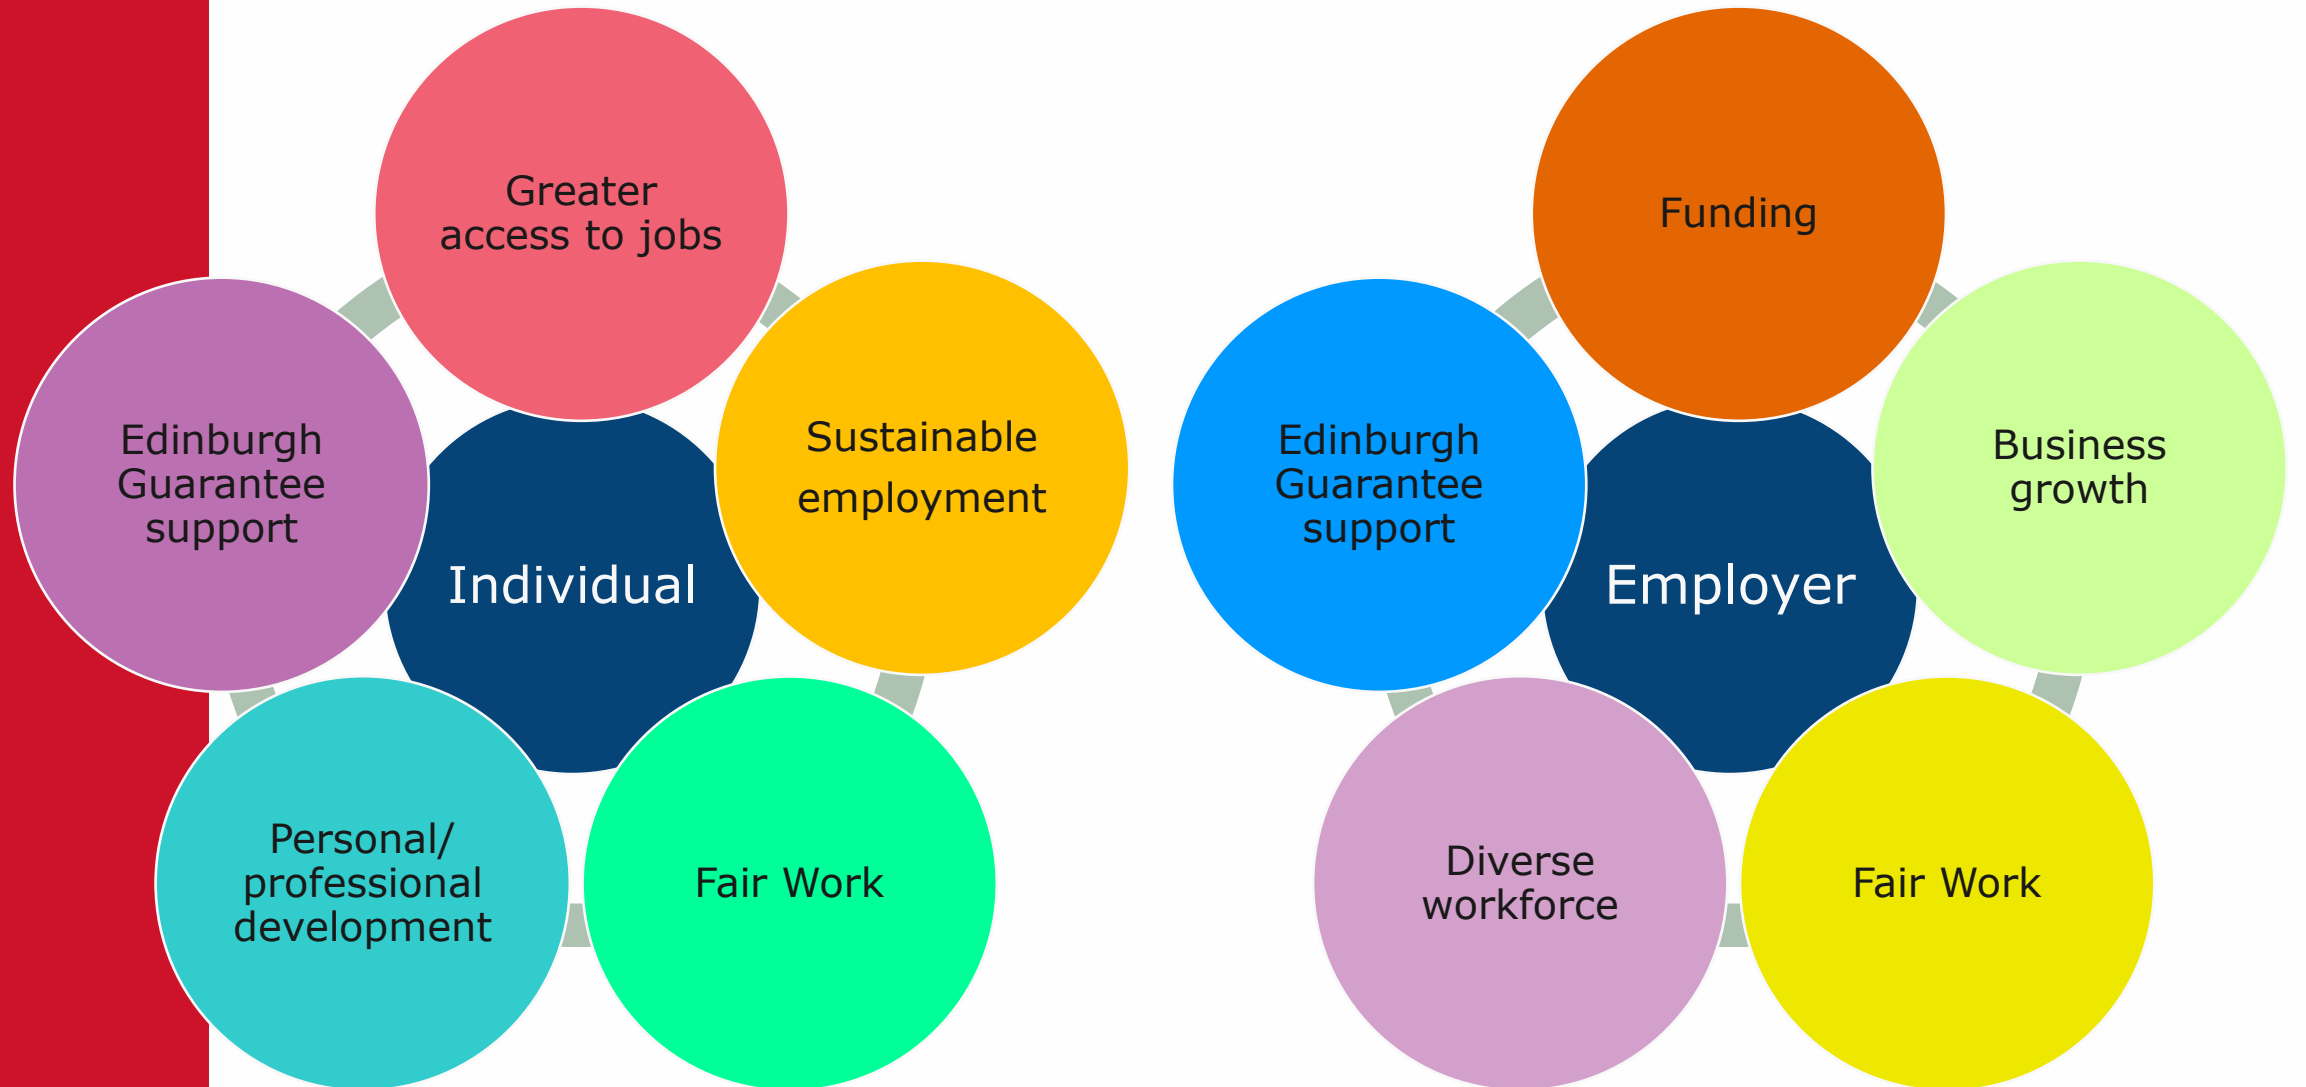 Greater
access to jobs
Sustainable
employment
Fair Work
Personal/
professional
development
Edinburgh
Guarantee
support
Individual
Funding
Business
growth
Fair Work
Diverse
workforce
Edinburgh
Guarantee
support
Employer